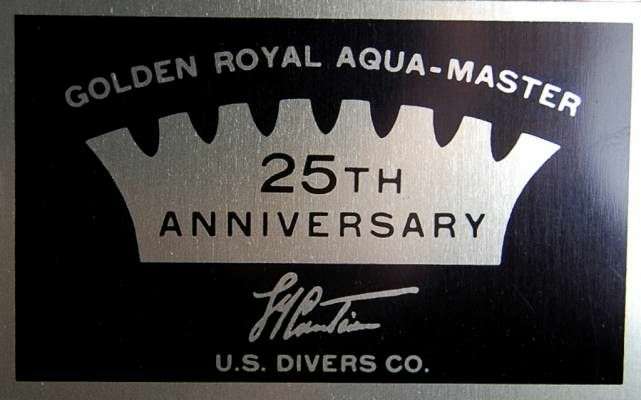 GOLDEN ROYAL AQUA-MASTER
25TH
ANNIVERSARY
U.S. DIVERS CO.